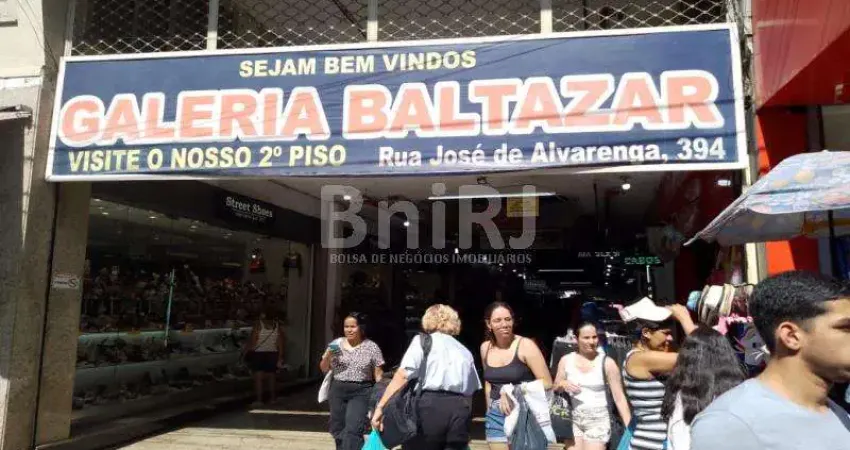 SEJAM BEM VINDOS
GALERIA BALTAZAR
VISITE O NOSSO 2º PISO Rua José de Alvarenga, 394
Street Shoes
BniRJ
BOLSA DE NEGÓCIOS IMOBILIÁRIOS
CABOS